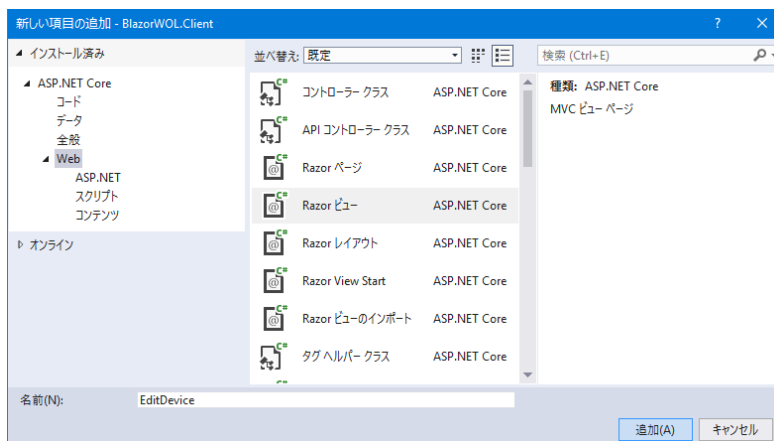 新しい項目の追加 - BlazorWOL.Client
? ×
インストール済み
ASP.NET Core
コード
データ
全般
Web
ASP.NET
スクリプト
コンテンツ
オンライン
並べ替え: 既定
コントローラー クラス ASP.NET Core
API コントローラー クラス ASP.NET Core
Razor ページ ASP.NET Core
Razor ビュー ASP.NET Core
Razor レイアウト ASP.NET Core
Razor View Start ASP.NET Core
Razor ビューのインポート ASP.NET Core
タグ ヘルパー クラス ASP.NET Core
検索 (Ctrl+E)
種類: ASP.NET Core
MVC ビュー ページ
名前(N): EditDevice
追加(A) キャンセル